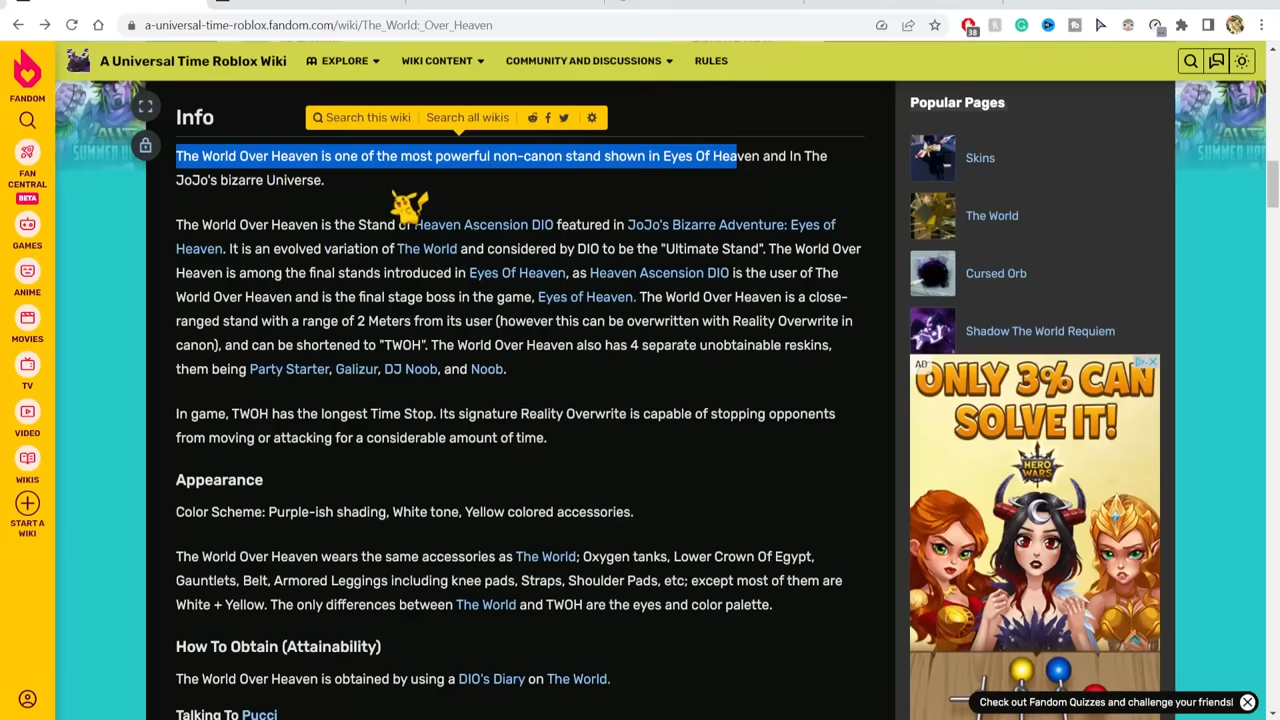 a-universal-time-roblox.fandom.com/wiki/The_World:_Over_Heaven
38
FANDOM
FAN
CENTRAL
BETA
GAMES
ANIME
MOVIES
TV
VIDEO
WIKIS
START A
WIKI
A Universal Time Roblox Wiki
EXPLORE
WIKI CONTENT
COMMUNITY AND DISCUSSIONS
RULES
Info
Search this wiki
Search all wikis
The World Over Heaven is one of the most powerful non-canon stand shown in Eyes Of Heaven and In The
JoJo's bizarre Universe.
The World Over Heaven is the Stand of Heaven Ascension DIO featured in JoJo's Bizarre Adventure: Eyes of
Heaven. It is an evolved variation of The World and considered by DIO to be the "Ultimate Stand". The World Over
Heaven is among the final stands introduced in Eyes Of Heaven, as Heaven Ascension DIO is the user of The
World Over Heaven and is the final stage boss in the game, Eyes of Heaven. The World Over Heaven is a close-
ranged stand with a range of 2 Meters from its user (however this can be overwritten with Reality Overwrite in
canon), and can be shortened to "TWOH". The World Over Heaven also has 4 separate unobtainable reskins,
them being Party Starter, Galizur, DJ Noob, and Noob.
In game, TWOH has the longest Time Stop. Its signature Reality Overwrite is capable of stopping opponents
from moving or attacking for a considerable amount of time.
Appearance
Color Scheme: Purple-ish shading, White tone, Yellow colored accessories.
The World Over Heaven wears the same accessories as The World; Oxygen tanks, Lower Crown Of Egypt,
Gauntlets, Belt, Armored Leggings including knee pads, Straps, Shoulder Pads, etc; except most of them are
White + Yellow. The only differences between The World and TWOH are the eyes and color palette.
How To Obtain (Attainability)
The World Over Heaven is obtained by using a DIO's Diary on The World.
Talking To Pucci
Popular Pages
Skins
The World
Cursed Orb
Shadow The World Requiem
AD
ONLY 3% CAN
SOLVE IT!
HERO
WARS
Check out Fandom Quizzes and challenge your friends!